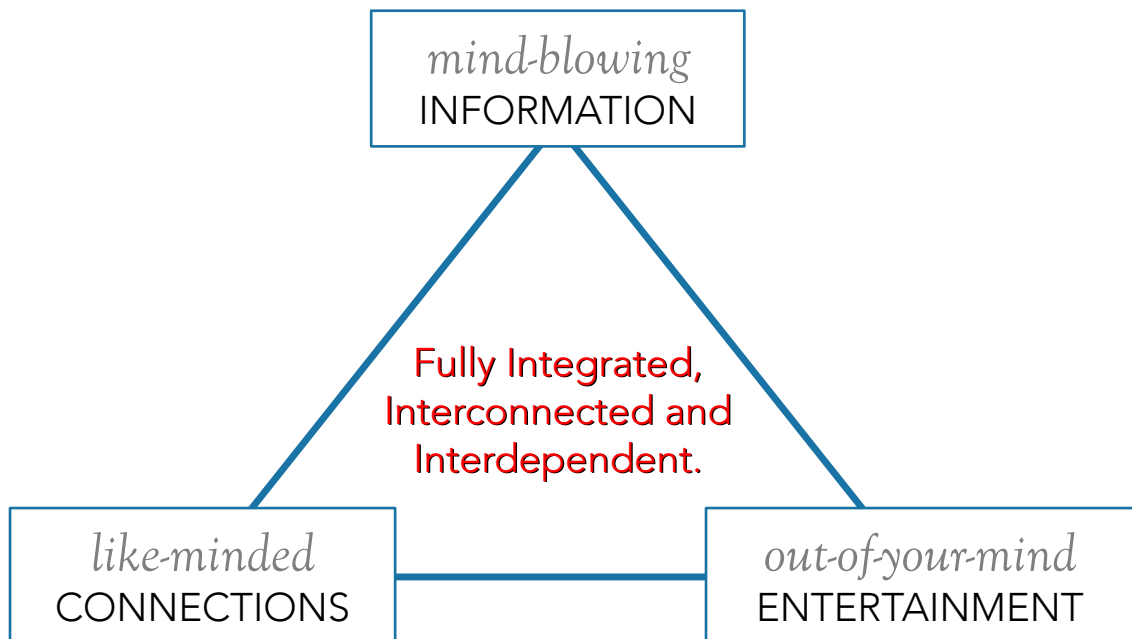 mind-blowing
INFORMATION
Fully Integrated,
Interconnected and
Interdependent.
like-minded
CONNECTIONS
out-of-your-mind
ENTERTAINMENT